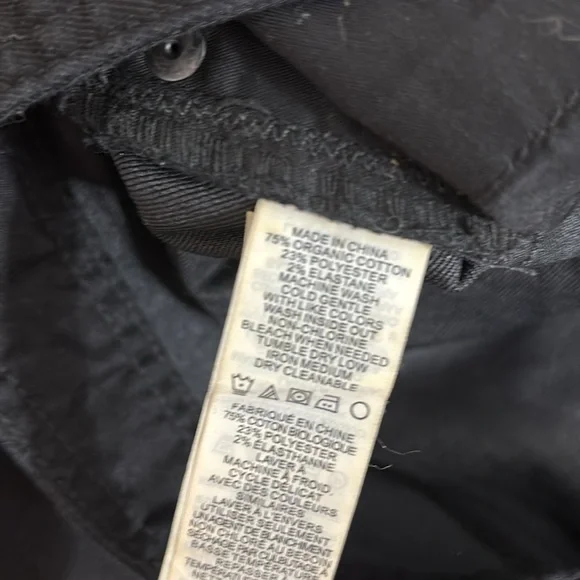 MADE IN CHINA
75% ORGANIC COTTON
23% POLYESTER
2% ELASTANE
MACHINE WASH
COLD GENTLE
WITH LIKE COLORS
WASH INSIDE OUT
NON-CHLORINE
BLEACH WHEN NEEDED
TUMBLE DRY LOW
IRON MEDIUM
DRY CLEANABLE
FABRIQUÉ EN CHINE
75% COTON BIOLOGIQUE
23% POLYESTER
2% ÉLASTHANNE
LAVER À
MACHINE À FROID,
CYCLE DÉLICAT
AVEC DES COULEURS
SIMILAIRES
LAVER À L'ENVERS
UTILISER SEULEMENT
UN AGENT DE BLANCHIMENT
NON CHLORÉ AU BESOIN
SÉCHER PAR CULBUTAGE À
BASSE TEMPÉRATURE
REPASSER À
TEMPÉRATURE